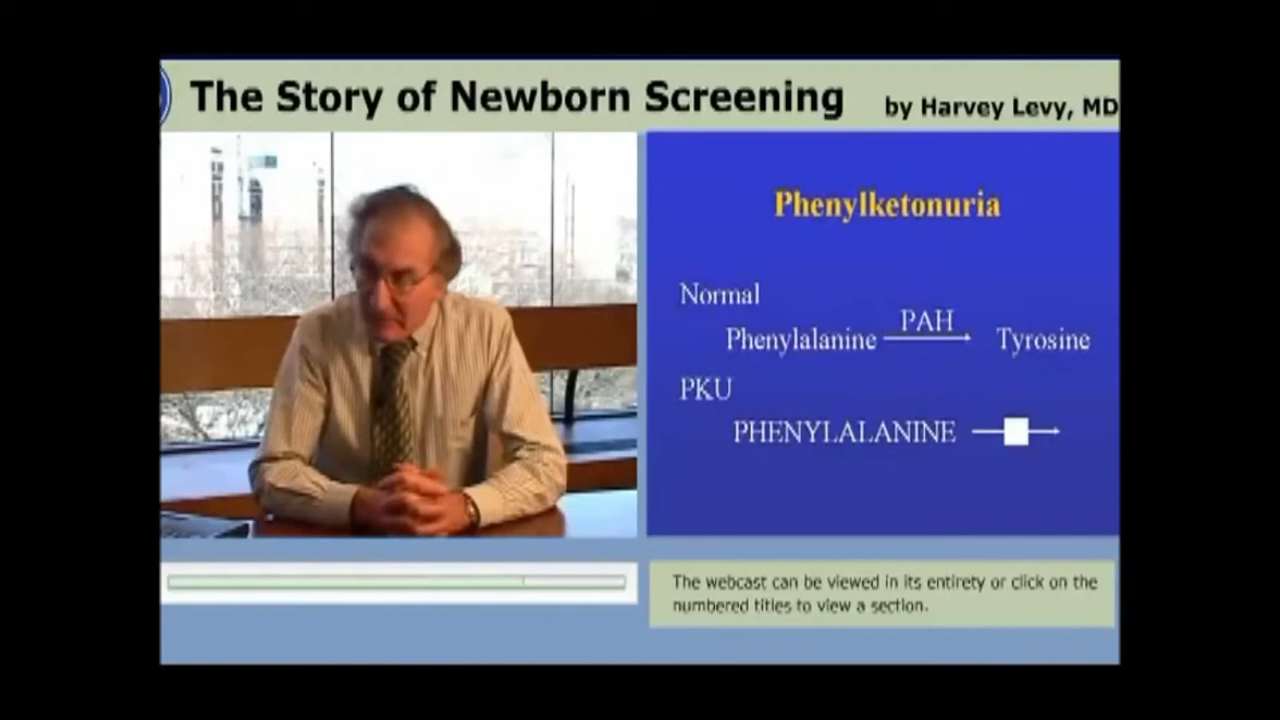 The Story of Newborn Screening by Harvey Levy, MD
Phenylketonuria
Normal
PAH
Phenylalanine Tyrosine
PKU
PHENYLALANINE
The webcast can be viewed in its entirety or click on the
numbered titles to view a section.